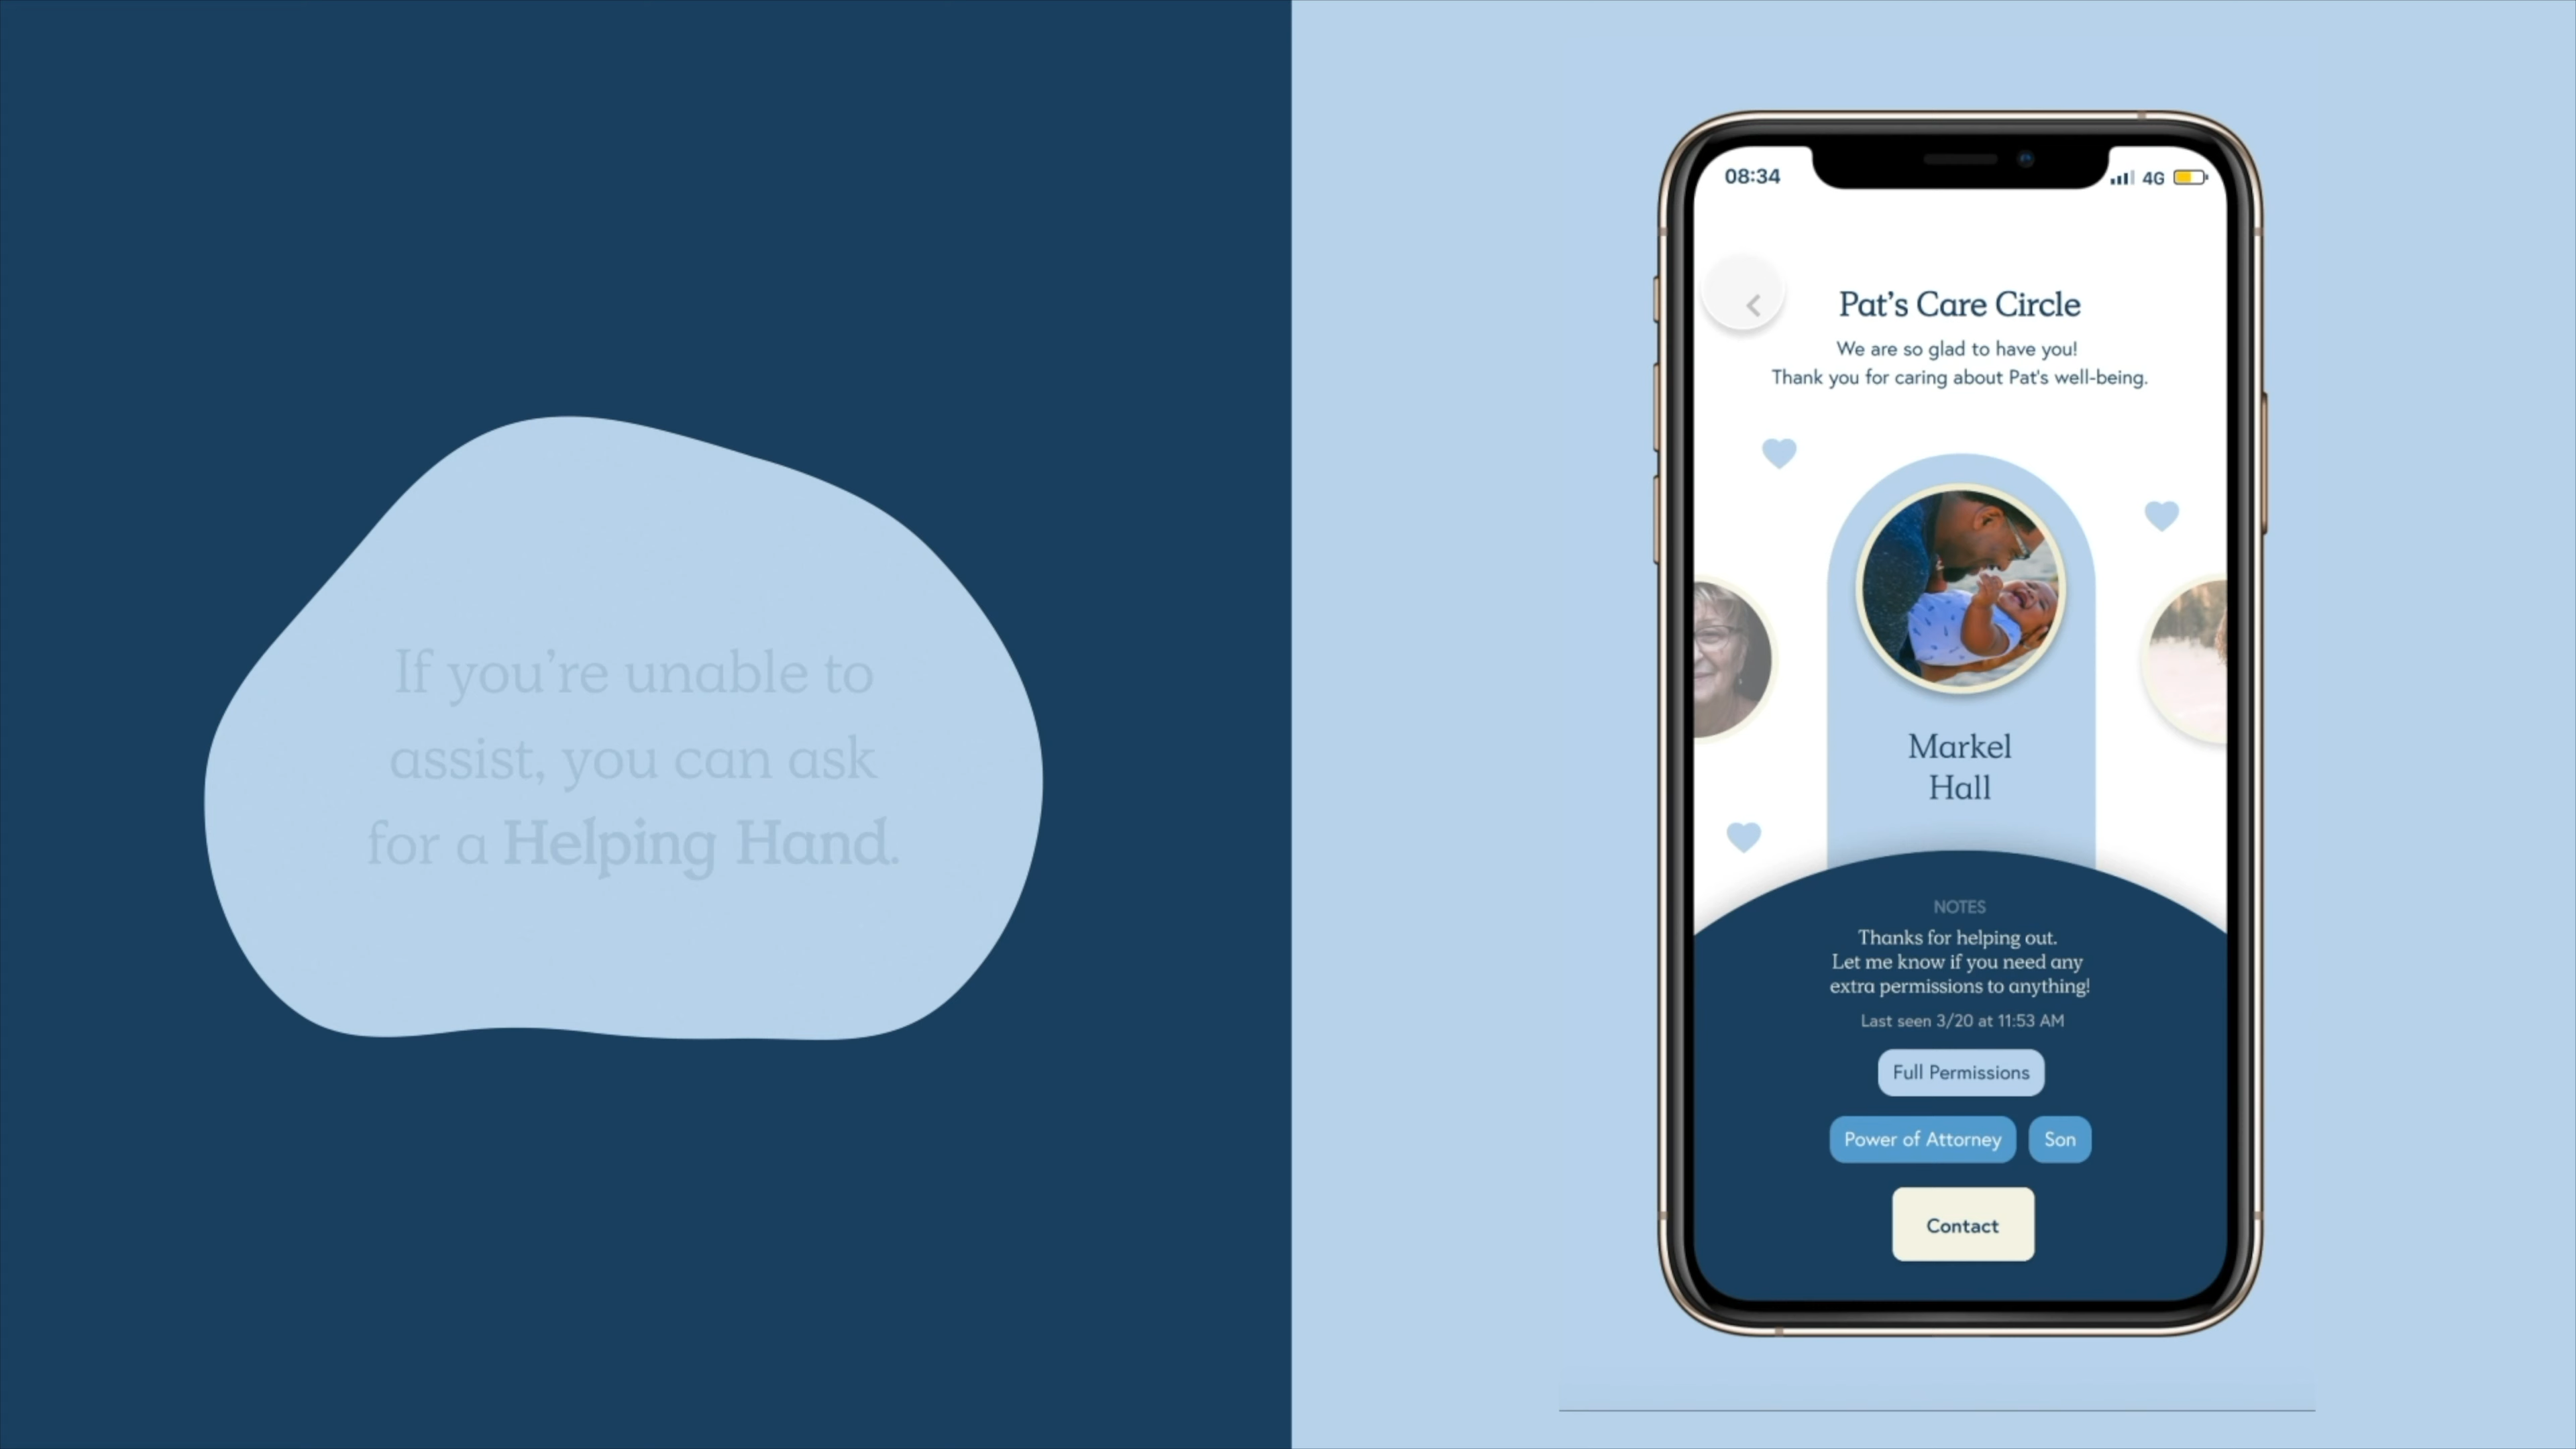 If you’re unable to
assist, you can ask
for a Helping Hand.
08:34
4G
Pat’s Care Circle
We are so glad to have you!
Thank you for caring about Pat’s well-being.
Markel
Hall
NOTES
Thanks for helping out.
Let me know if you need any
extra permissions to anything!
Last seen 3/20 at 11:53 AM
Full Permissions
Power of Attorney
Son
Contact